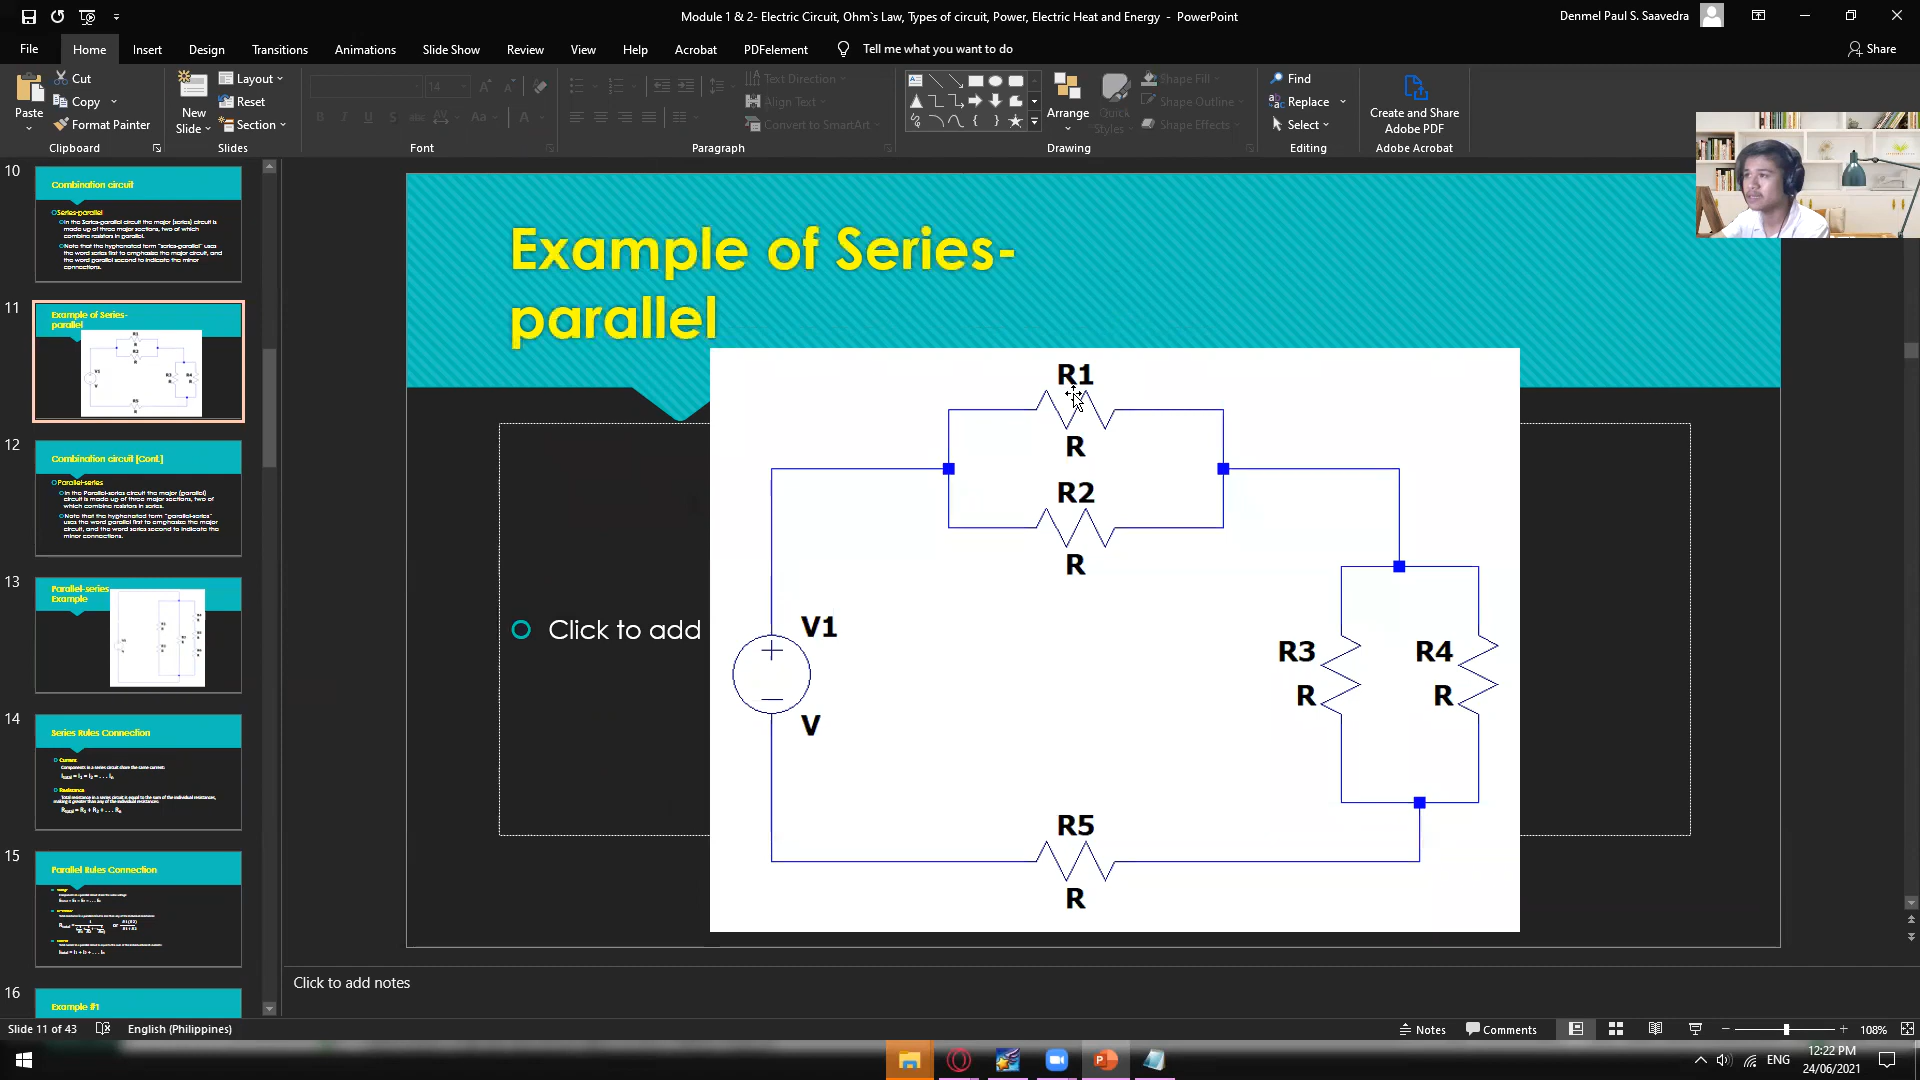 Module 1 & 2- Electric Circuit, Ohm`s Law, Types of circuit, Power, Electric Heat and Energy - PowerPoint
Denmel Paul S. Saavedra
File Home Insert Design Transitions Animations Slide Show Review View Help Acrobat PDFelement Tell me what you want to do Share
Paste
Cut
Copy
Format Painter
Clipboard
New Slide
Layout
Reset
Section
Slides
14
Font
Text Direction
Align Text
Convert to SmartArt
Paragraph
Arrange
Quick Styles
Shape Fill
Shape Outline
Shape Effects
Drawing
Find
Replace
Select
Editing
Create and Share
Adobe PDF
Adobe Acrobat
10
Combination circuit
Series-parallel
In the Series-parallel circuit the major (series) circuit is
made up of three major sections, two of which
combine resistors in parallel.
Note that the hyphenated term "series-parallel" uses
the word series first to emphasize the major circuit, and
the word parallel second to indicate the minor
connections.
11
Example of Series-
parallel
12
Combination circuit [Cont.]
Parallel-series
In the Parallel-series circuit the major (parallel)
circuit is made up of three major sections, two of
which combine resistors in series.
Note that the hyphenated term "parallel-series"
uses the word parallel first to emphasize the major
circuit, and the word series second to indicate the
minor connections.
13
Parallel-series
Example
14
Series Rules Connection
Current
Components in a series circuit share the same current:
Resistance
Total resistance in a series circuit is equal to the sum of the individual resistances,
making it greater than any of the individual resistances.
15
Parallel Rules Connection
16
Example #1
Example of Series-
parallel
Click to add
R1
R
R2
R
V1
V
R3
R
R4
R
R5
R
Click to add notes
Slide 11 of 43 English (Philippines) Notes Comments 108%
ENG
12:22 PM
24/06/2021